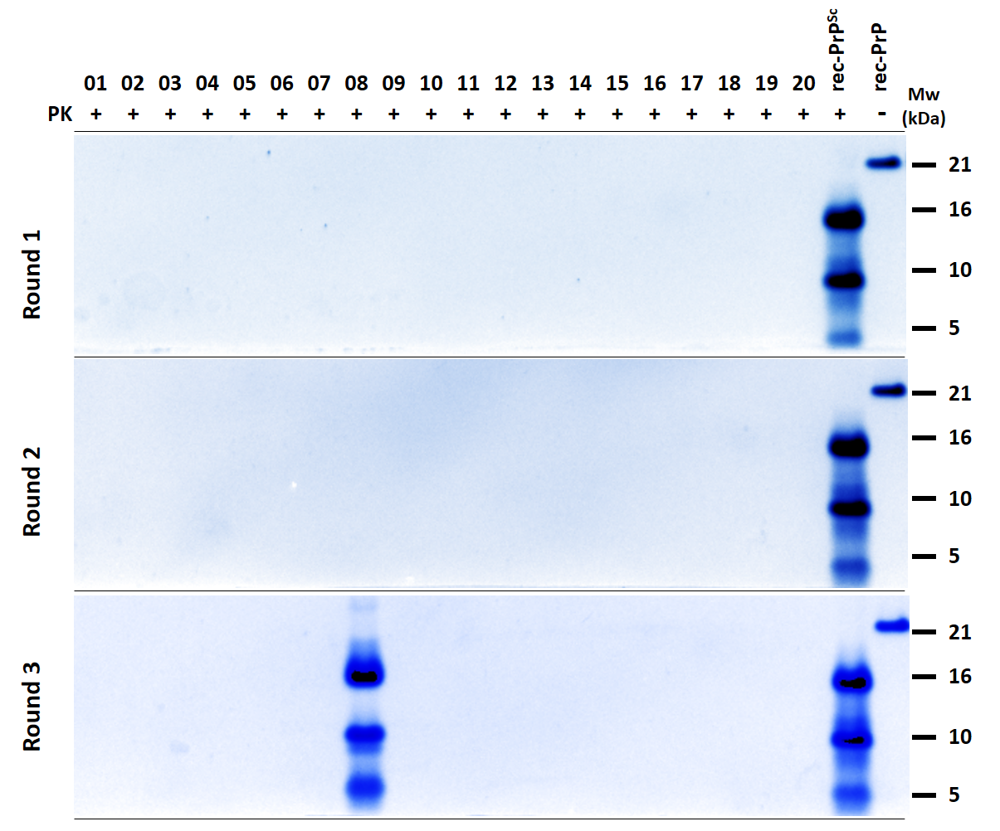 rec-PrPSc
rec-PrP
01 02 03 04 05 06 07 08 09 10 11 12 13 14 15 16 17 18 19 20
Mw
(kDa)
PK + + + + + + + + + + + + + + + + + + + + + -
Round 1
21
16
10
5
Round 2
21
16
10
5
Round 3
21
16
10
5